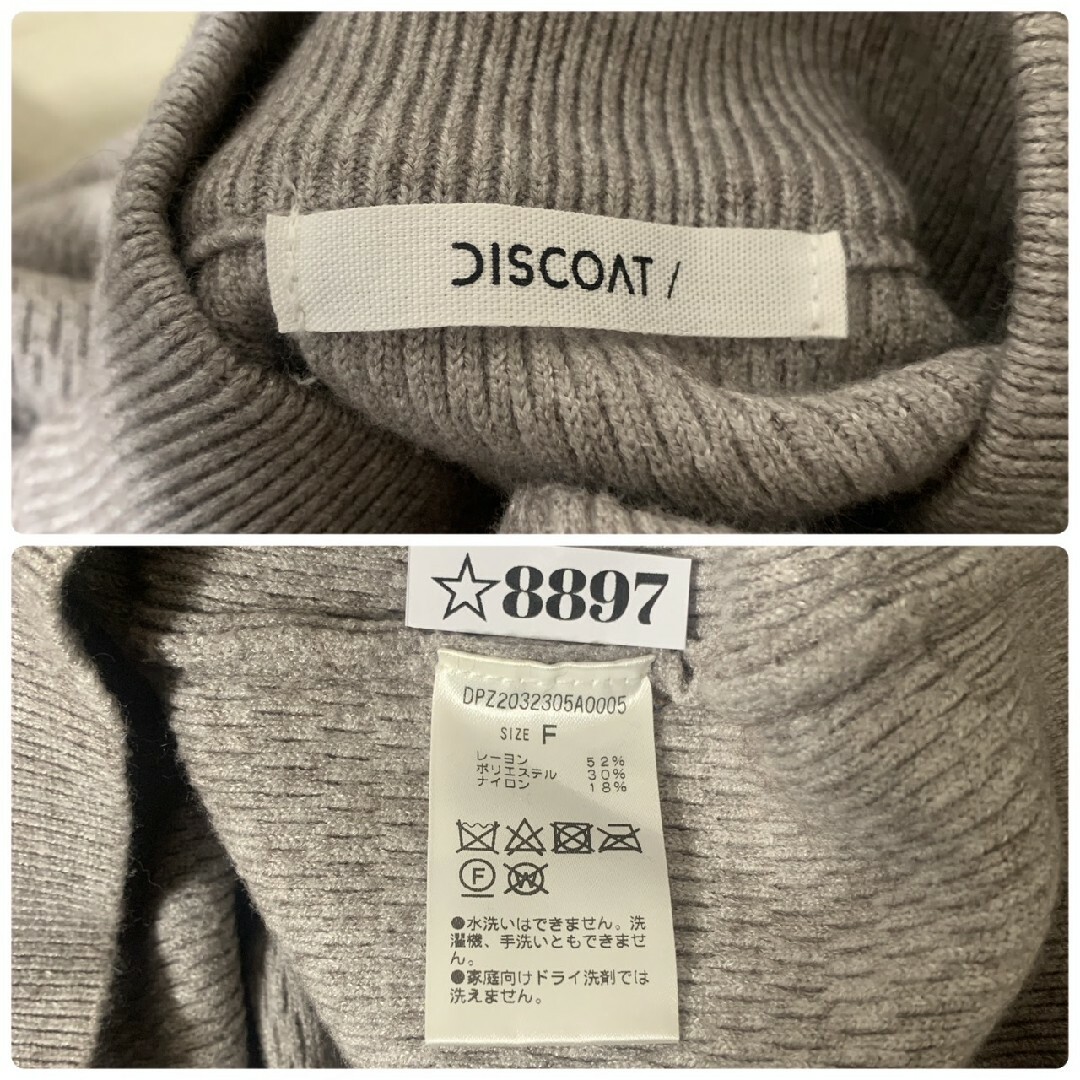 DISCOAT /
☆8897
DPZ2032305A0005
SIZE F
レーヨン 52%
ポリエステル 30%
ナイロン 18%
F
W
●水洗いはできません。洗
濯機、手洗いともできませ
ん。
●家庭向けドライ洗剤では
洗えません。